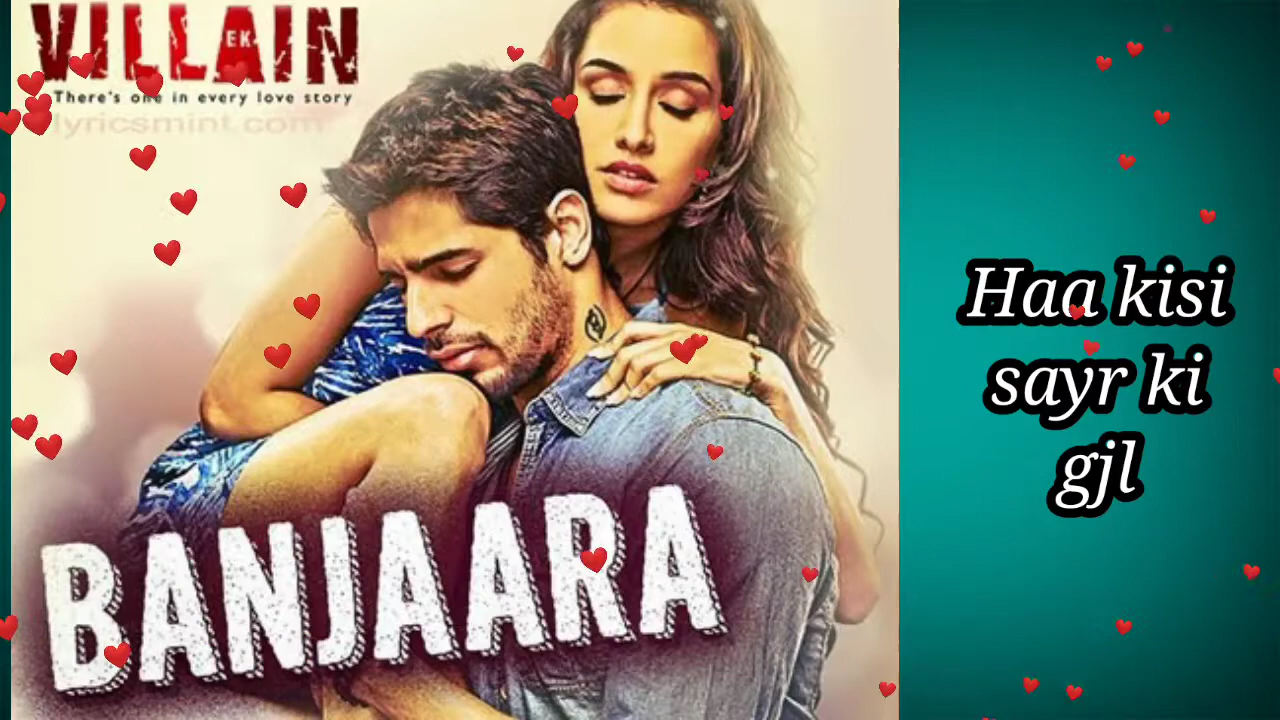 EK
VILLAIN
There's one in every love story
lyricsmint.com
BANJAARA
Haa kisi
sayr ki
gjl